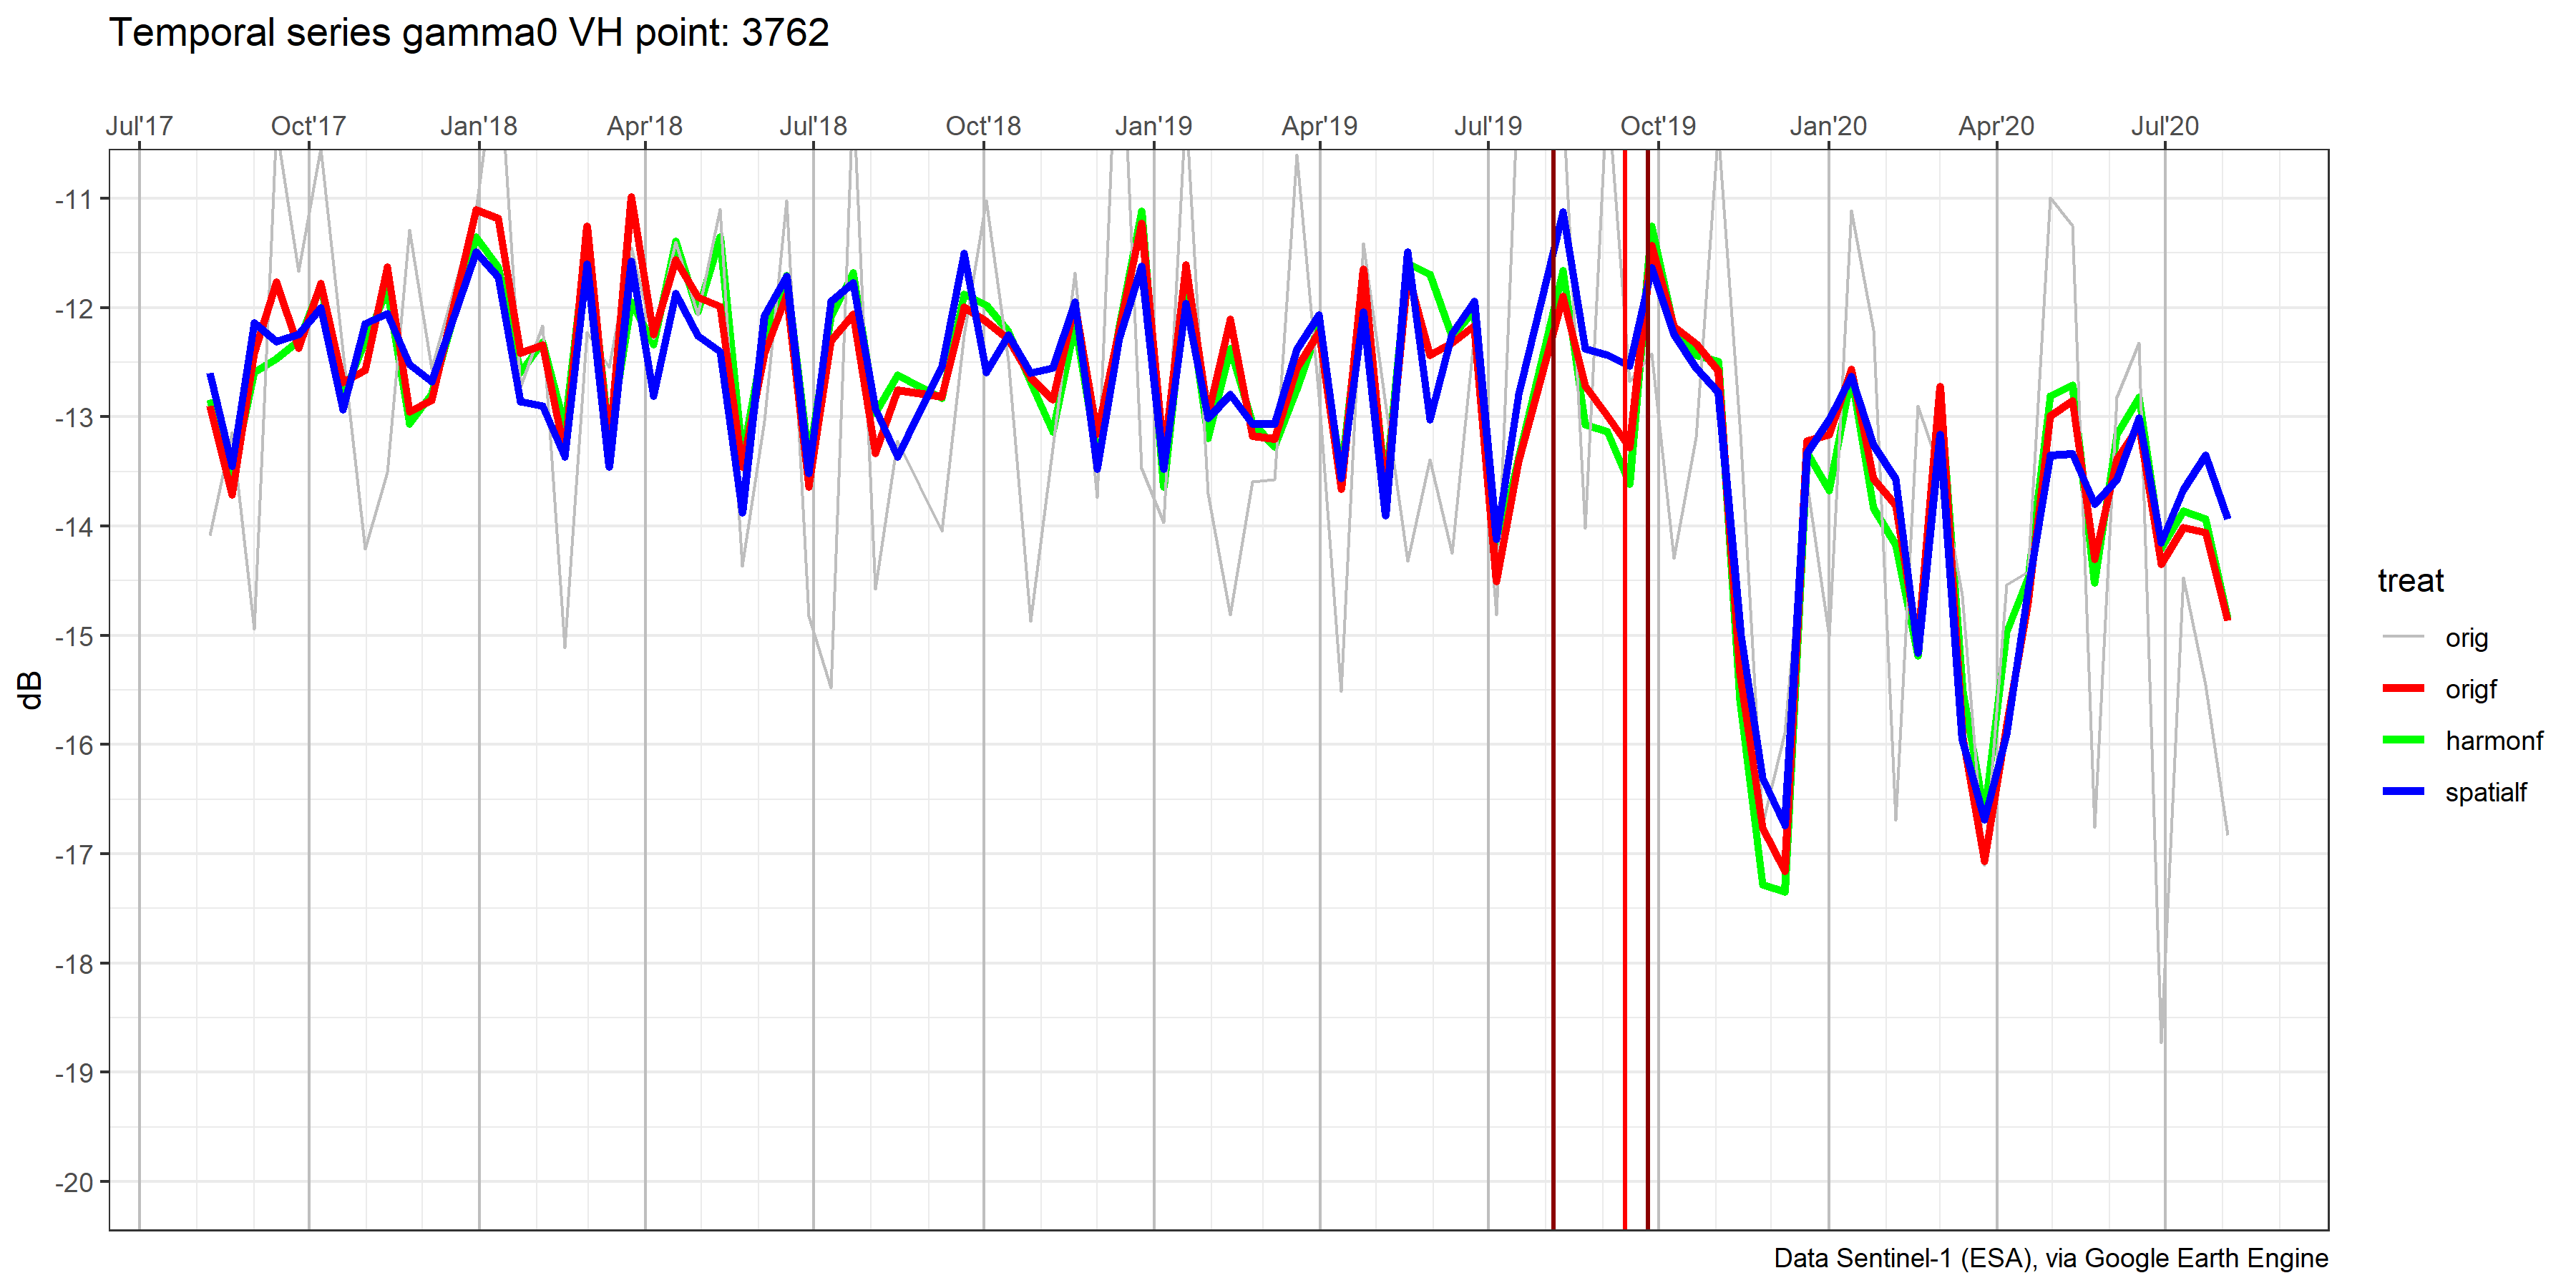 Temporal series gamma0 VH point: 3762
Jul'17 Oct'17 Jan'18 Apr'18 Jul'18 Oct'18 Jan'19 Apr'19 Jul'19 Oct'19 Jan'20 Apr'20 Jul'20
-11
-12
-13
-14
-15
-16
-17
-18
-19
-20
dB
treat
orig
origf
harmonf
spatialf
Data Sentinel-1 (ESA), via Google Earth Engine